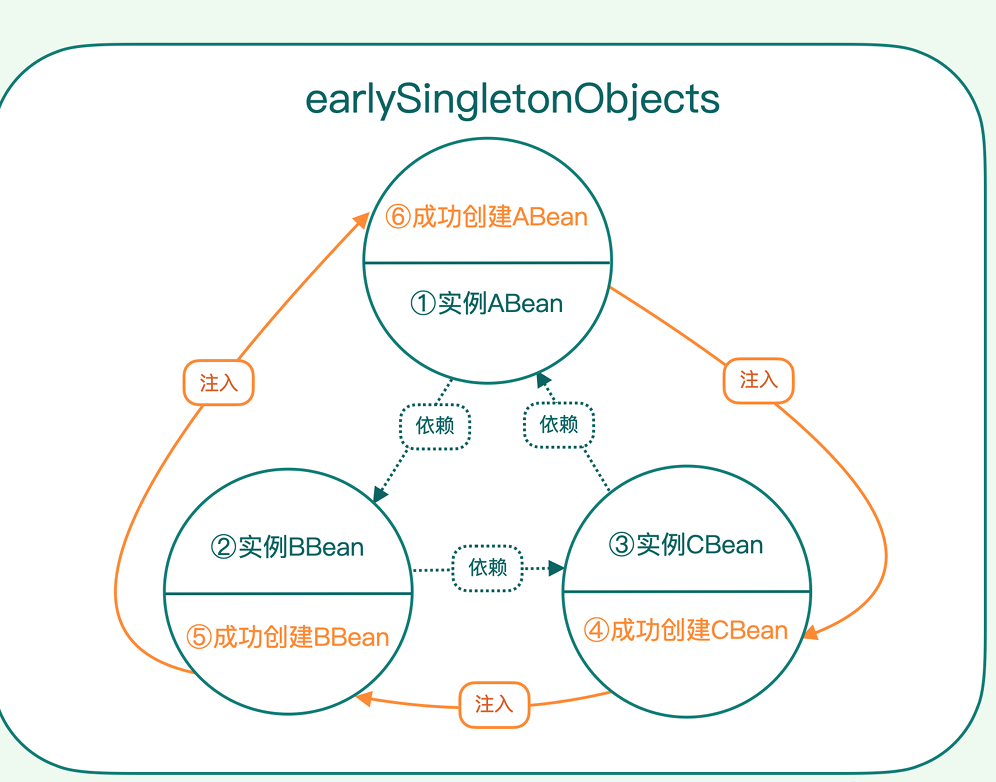 earlySingletonObjects
⑥成功创建ABean
①实例ABean
注入
注入
依赖
依赖
②实例BBean
③实例CBean
依赖
⑤成功创建BBean
④成功创建CBean
注入